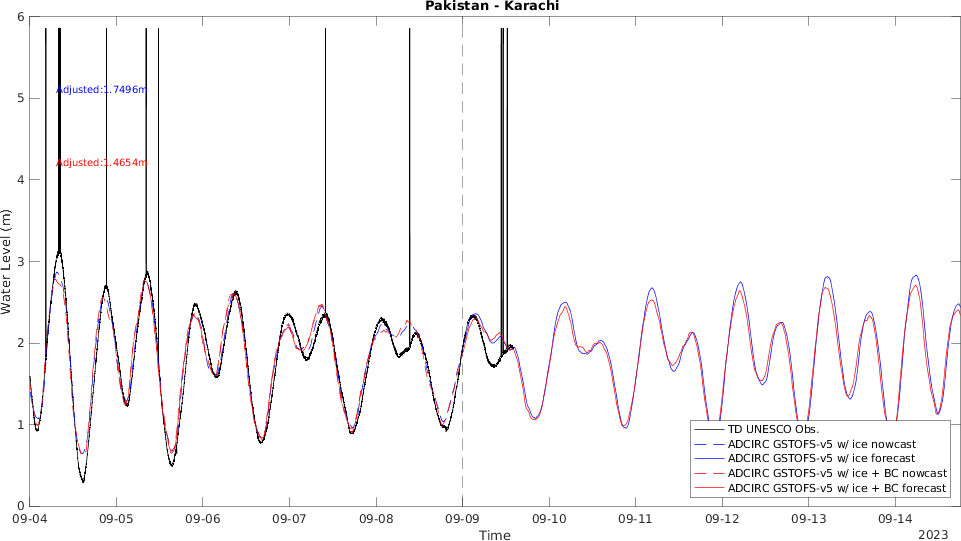 Pakistan - Karachi
6
5
4
3
2
1
0
Water Level (m)
Adjusted:1.7496m
Adjusted:1.4654m
TD UNESCO Obs.
ADCIRC GSTOFS-v5 w/ ice nowcast
ADCIRC GSTOFS-v5 w/ ice forecast
ADCIRC GSTOFS-v5 w/ ice + BC nowcast
ADCIRC GSTOFS-v5 w/ ice + BC forecast
09-04 09-05 09-06 09-07 09-08 09-09 09-10 09-11 09-12 09-13 09-14
Time
2023